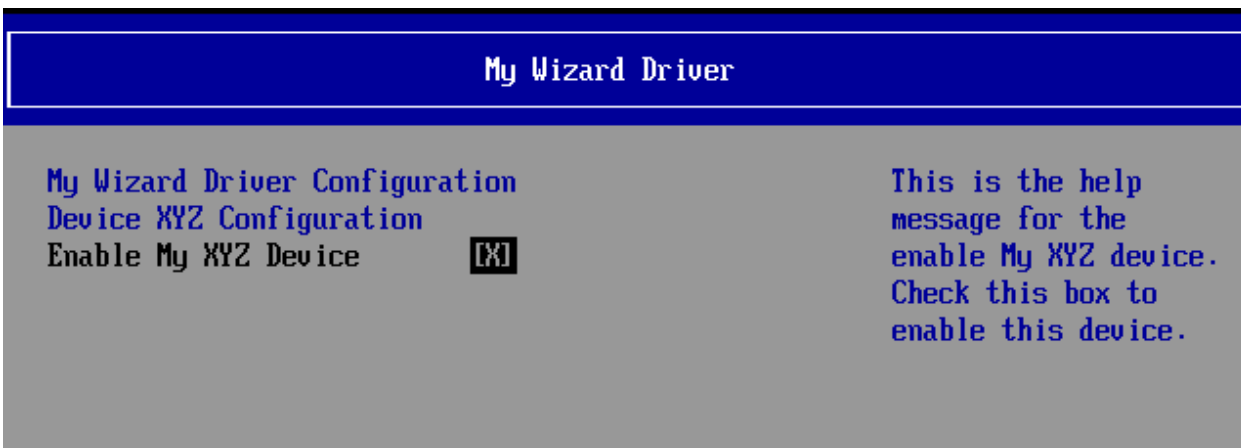 My Wizard Driver
My Wizard Driver Configuration
Device XYZ Configuration
Enable My XYZ Device [X]
This is the help
message for the
enable My XYZ device.
Check this box to
enable this device.